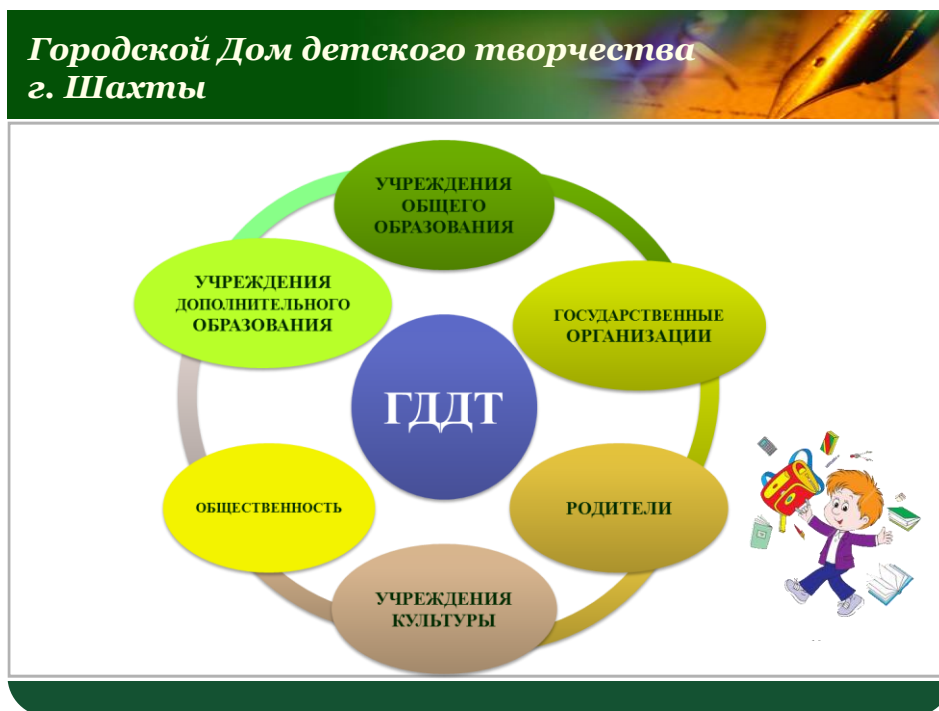 Городской Дом детского творчества
г. Шахты
УЧРЕЖДЕНИЯ
ОБЩЕГО
ОБРАЗОВАНИЯ
ГОСУДАРСТВЕННЫЕ
ОРГАНИЗАЦИИ
РОДИТЕЛИ
УЧРЕЖДЕНИЯ
КУЛЬТУРЫ
ОБЩЕСТВЕННОСТЬ
УЧРЕЖДЕНИЯ
ДОПОЛНИТЕЛЬНОГО
ОБРАЗОВАНИЯ
ГДДТ